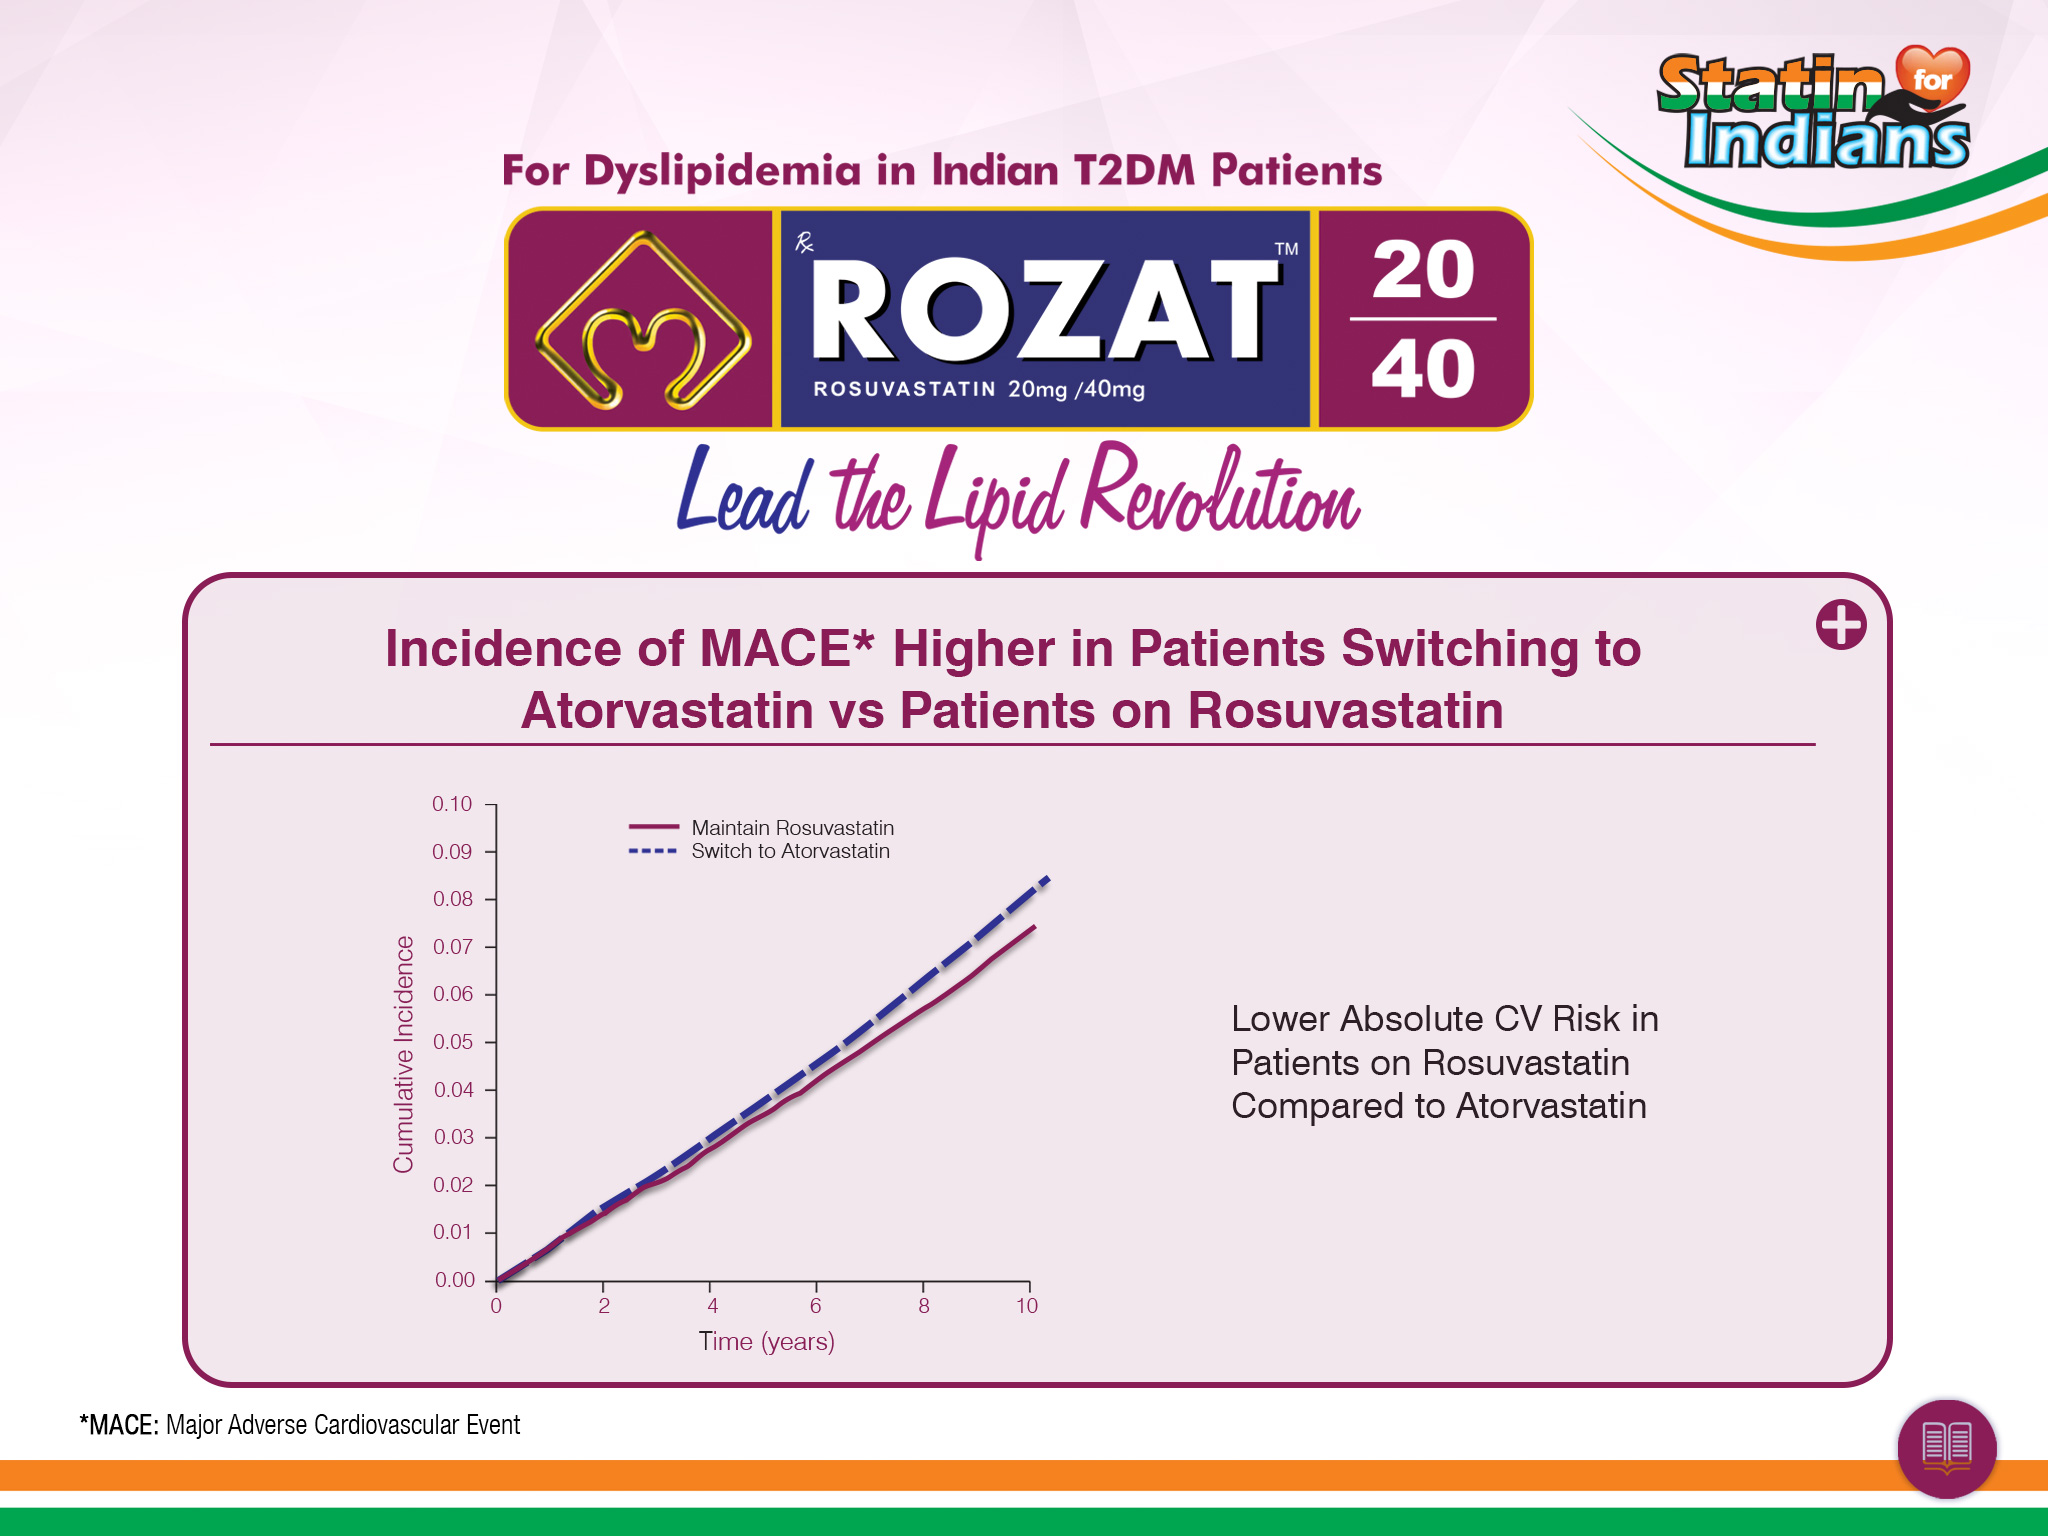 Statin for
Indians
For Dyslipidemia in Indian T2DM Patients
Rx
ROZAT™
ROSUVASTATIN 20mg /40mg
20
40
Lead the Lipid Revolution
Incidence of MACE* Higher in Patients Switching to
Atorvastatin vs Patients on Rosuvastatin
Maintain Rosuvastatin
Switch to Atorvastatin
Cumulative Incidence
0.10
0.09
0.08
0.07
0.06
0.05
0.04
0.03
0.02
0.01
0.00
0 2 4 6 8 10
Time (years)
Lower Absolute CV Risk in
Patients on Rosuvastatin
Compared to Atorvastatin
*MACE: Major Adverse Cardiovascular Event